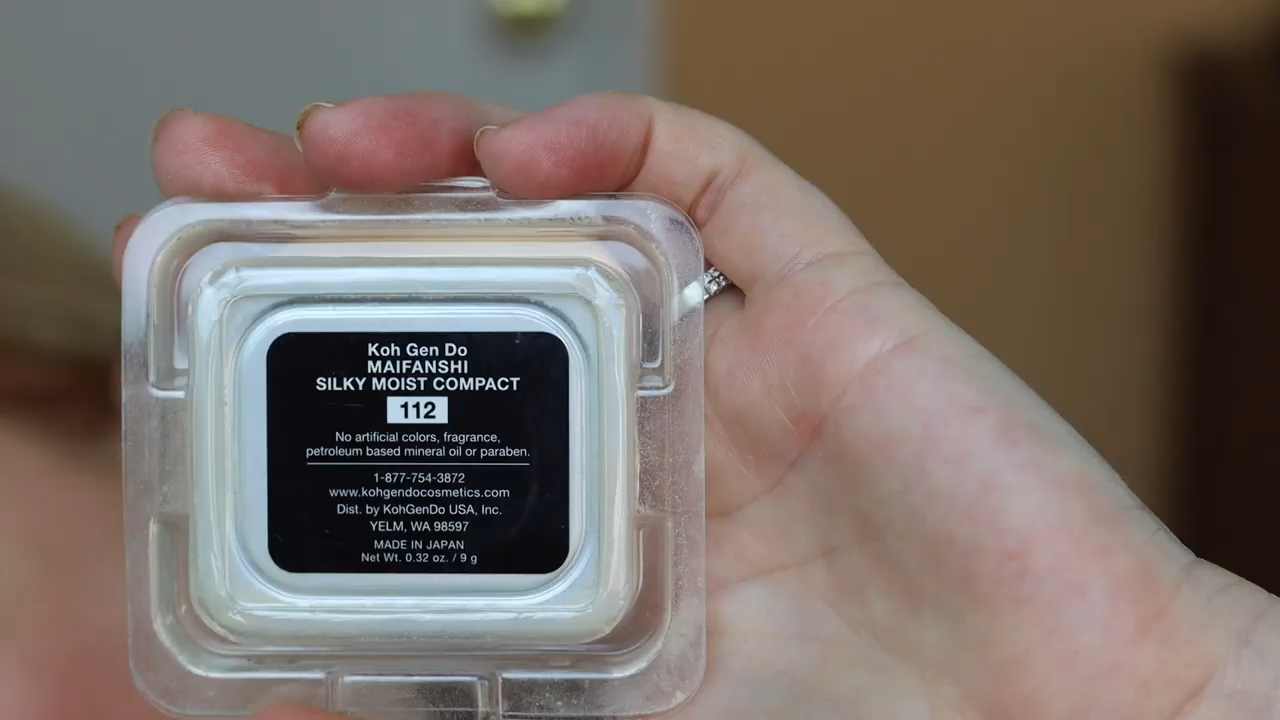 Koh Gen Do
MAIFANSHI
SILKY MOIST COMPACT
112
No artificial colors, fragrance,
petroleum based mineral oil or paraben.
1-877-754-3872
www.kohgendocosmetics.com
Dist. by KohGenDo USA, Inc.
YELM, WA 98597
MADE IN JAPAN
Net Wt. 0.32 oz. / 9 g